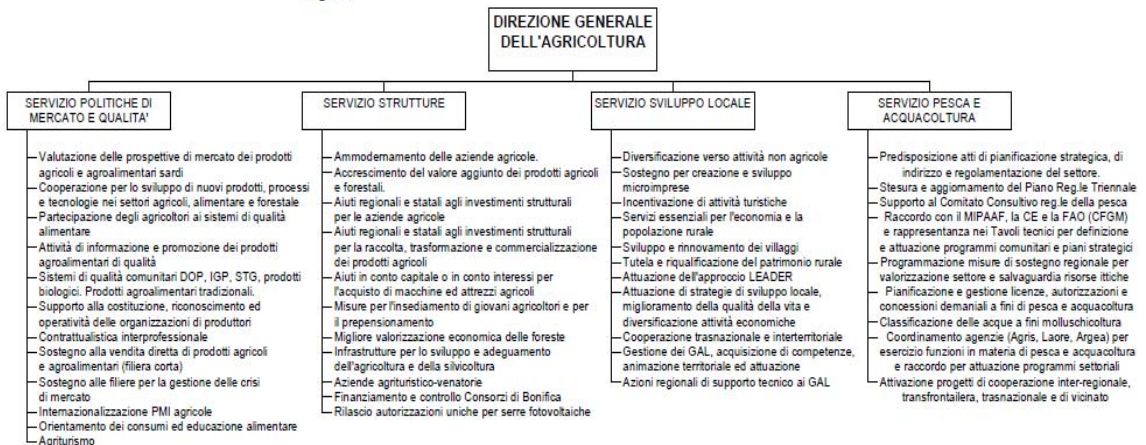 DIREZIONE GENERALE
DELL'AGRICOLTURA
SERVIZIO POLITICHE DI
MERCATO E QUALITA'
Valutazione delle prospettive di mercato dei prodotti
agricoli e agroalimentari sardi
Cooperazione per lo sviluppo di nuovi prodotti, processi
e tecnologie nei settori agricoli, alimentare e forestale
Partecipazione degli agricoltori ai sistemi di qualità
alimentare
Attività di informazione e promozione dei prodotti
agroalimentari di qualità
Sistemi di qualità comunitari DOP, IGP, STG, prodotti
biologici. Prodotti agroalimentari tradizionali.
Supporto alla costituzione, riconoscimento ed
operatività delle organizzazioni di produttori
Contrattualistica interprofessionale
Sostegno alla vendita diretta di prodotti agricoli
e agroalimentari (filiera corta)
Sostegno alle filiere per la gestione delle crisi
di mercato
Internazionalizzazione PMI agricole
Orientamento dei consumi ed educazione alimentare
Agriturismo
SERVIZIO STRUTTURE
Ammodernamento delle aziende agricole.
Accrescimento del valore aggiunto dei prodotti agricoli
e forestali.
Aiuti regionali e statali agli investimenti strutturali
per le aziende agricole
Aiuti regionali e statali agli investimenti strutturali
per la raccolta, trasformazione e commercializzazione
dei prodotti agricoli
Aiuti in conto capitale o in conto interessi per
l'acquisto di macchine ed attrezzi agricoli
Misure per l'insediamento di giovani agricoltori e per
il prepensionamento
Migliore valorizzazione economica delle foreste
Infrastrutture per lo sviluppo e adeguamento
dell'agricoltura e della silvicoltura
Aziende agrituristico-venatorie
Finanziamento e controllo Consorzi di Bonifica
Rilascio autorizzazioni uniche per serre fotovoltaiche
SERVIZIO SVILUPPO LOCALE
Diversificazione verso attività non agricole
Sostegno per creazione e sviluppo
microimprese
Incentivazione di attività turistiche
Servizi essenziali per l'economia e la
popolazione rurale
Sviluppo e rinnovamento dei villaggi
Tutela e riqualificazione del patrimonio rurale
Attuazione dell'approccio LEADER
Attuazione di strategie di sviluppo locale,
miglioramento della qualità della vita e
diversificazione attività economiche
Cooperazione trasnazionale e interterritoriale
Gestione dei GAL, acquisizione di competenze,
animazione territoriale ed attuazione
Azioni regionali di supporto tecnico ai GAL
SERVIZIO PESCA E
ACQUACOLTURA
Predisposizione atti di pianificazione strategica, di
indirizzo e regolamentazione del settore.
Stesura e aggiornamento del Piano Reg.le Triennale
Supporto al Comitato Consultivo reg.le della pesca
Raccordo con il MIPAAF, la CE e la FAO (CFGM)
e rappresentanza nei Tavoli tecnici per definizione
e attuazione programmi comunitari e piani strategici
Programmazione misure di sostegno regionale per
valorizzazione settore e salvaguardia risorse ittiche
Pianificazione e gestione licenze, autorizzazioni e
concessioni demaniali a fini di pesca e acquacoltura
Classificazione delle acque a fini molluschicoltura
Coordinamento agenzie (Agris, Laore, Argea) per
esercizio funzioni in materia di pesca e acquacoltura
e raccordo per attuazione programmi settoriali
Attivazione progetti di cooperazione inter-regionale,
transfrontailera, trasnazionale e di vicinato